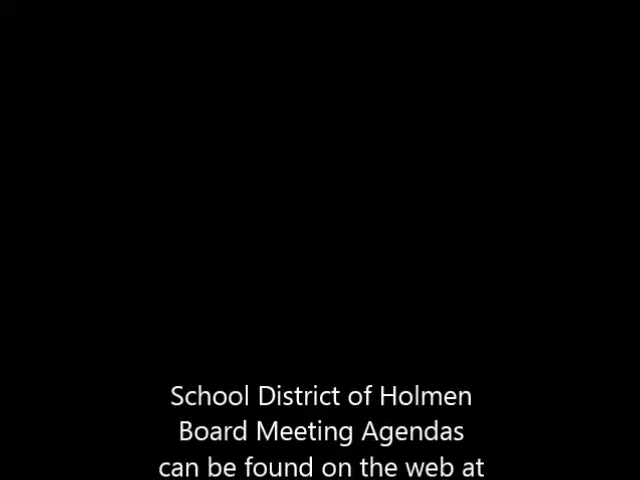 School District of Holmen
Board Meeting Agendas
can be found on the web at